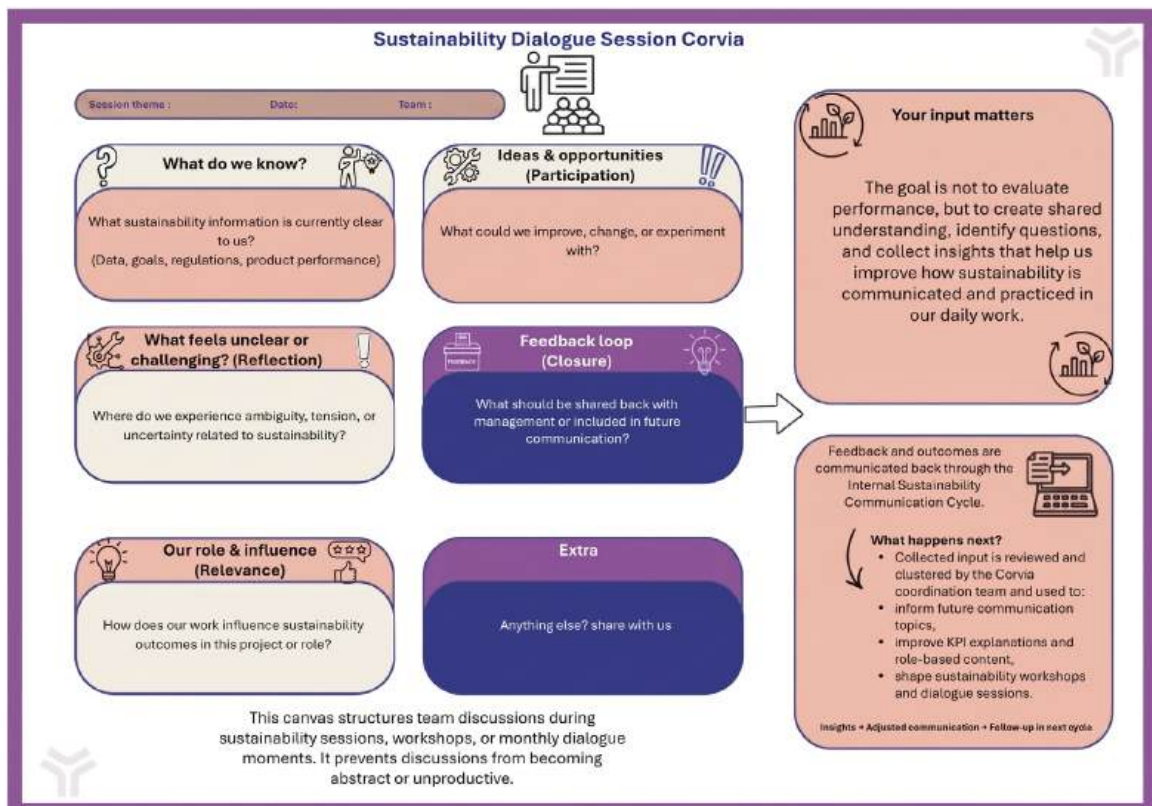 Sustainability Dialogue Session Corvia
Session theme :
Date:
Team :
What do we know?
What sustainability information is currently clear
to us?
(Data, goals, regulations, product performance)
Ideas & opportunities
(Participation)
What could we improve, change, or experiment
with?
What feels unclear or
challenging? (Reflection)
Where do we experience ambiguity, tension, or
uncertainty related to sustainability?
FEEDBACK
Feedback loop
(Closure)
What should be shared back with
management or included in future
communication?
Our role & influence
(Relevance)
How does our work influence sustainability
outcomes in this project or role?
Extra
Anything else? share with us
This canvas structures team discussions during
sustainability sessions, workshops, or monthly dialogue
moments. It prevents discussions from becoming
abstract or unproductive.
Your input matters
The goal is not to evaluate
performance, but to create shared
understanding, identify questions,
and collect insights that help us
improve how sustainability is
communicated and practiced in
our daily work.
Feedback and outcomes are
communicated back through the
Internal Sustainability
Communication Cycle.
What happens next?
• Collected input is reviewed and
clustered by the Corvia
coordination team and used to:
• inform future communication
topics,
• improve KPI explanations and
role-based content,
• shape sustainability workshops
and dialogue sessions.
Insights → Adjusted communication → Follow-up in next cycle